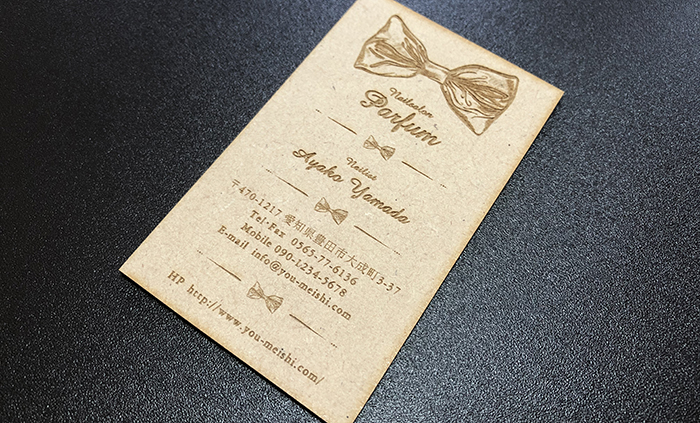 Nailsalon
Parfum
Nailist
Ayako Yamada
〒470-1217 愛知県豊田市大成町3-37
Tel･Fax 0565-77-6136
Mobile 090-1234-5678
E-mail info@you-meishi.com
HP http://www.you-meishi.com/